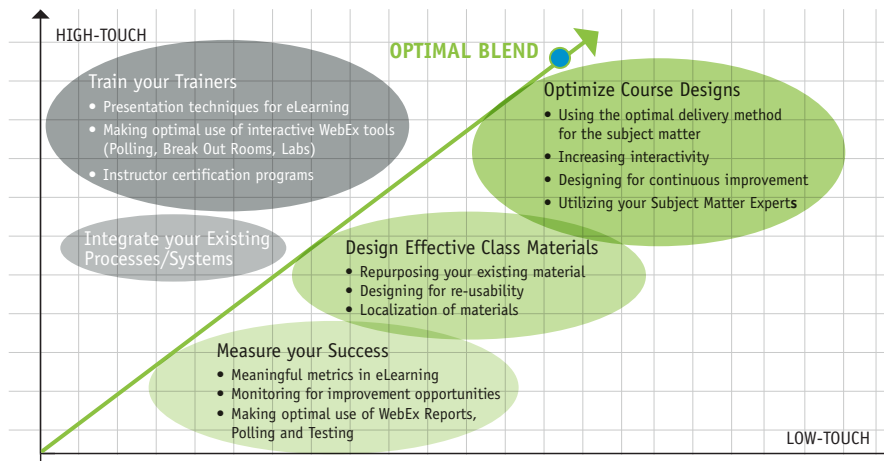 HIGH-TOUCH
OPTIMAL BLEND
Train your Trainers
• Presentation techniques for eLearning
• Making optimal use of interactive WebEx tools
(Polling, Break Out Rooms, Labs)
• Instructor certification programs
Optimize Course Designs
• Using the optimal delivery method
for the subject matter
• Increasing interactivity
• Designing for continuous improvement
• Utilizing your Subject Matter Experts
Integrate your Existing
Processes/Systems
Design Effective Class Materials
• Repurposing your existing material
• Designing for re-usability
• Localization of materials
Measure your Success
• Meaningful metrics in eLearning
• Monitoring for improvement opportunities
• Making optimal use of WebEx Reports,
Polling and Testing
LOW-TOUCH